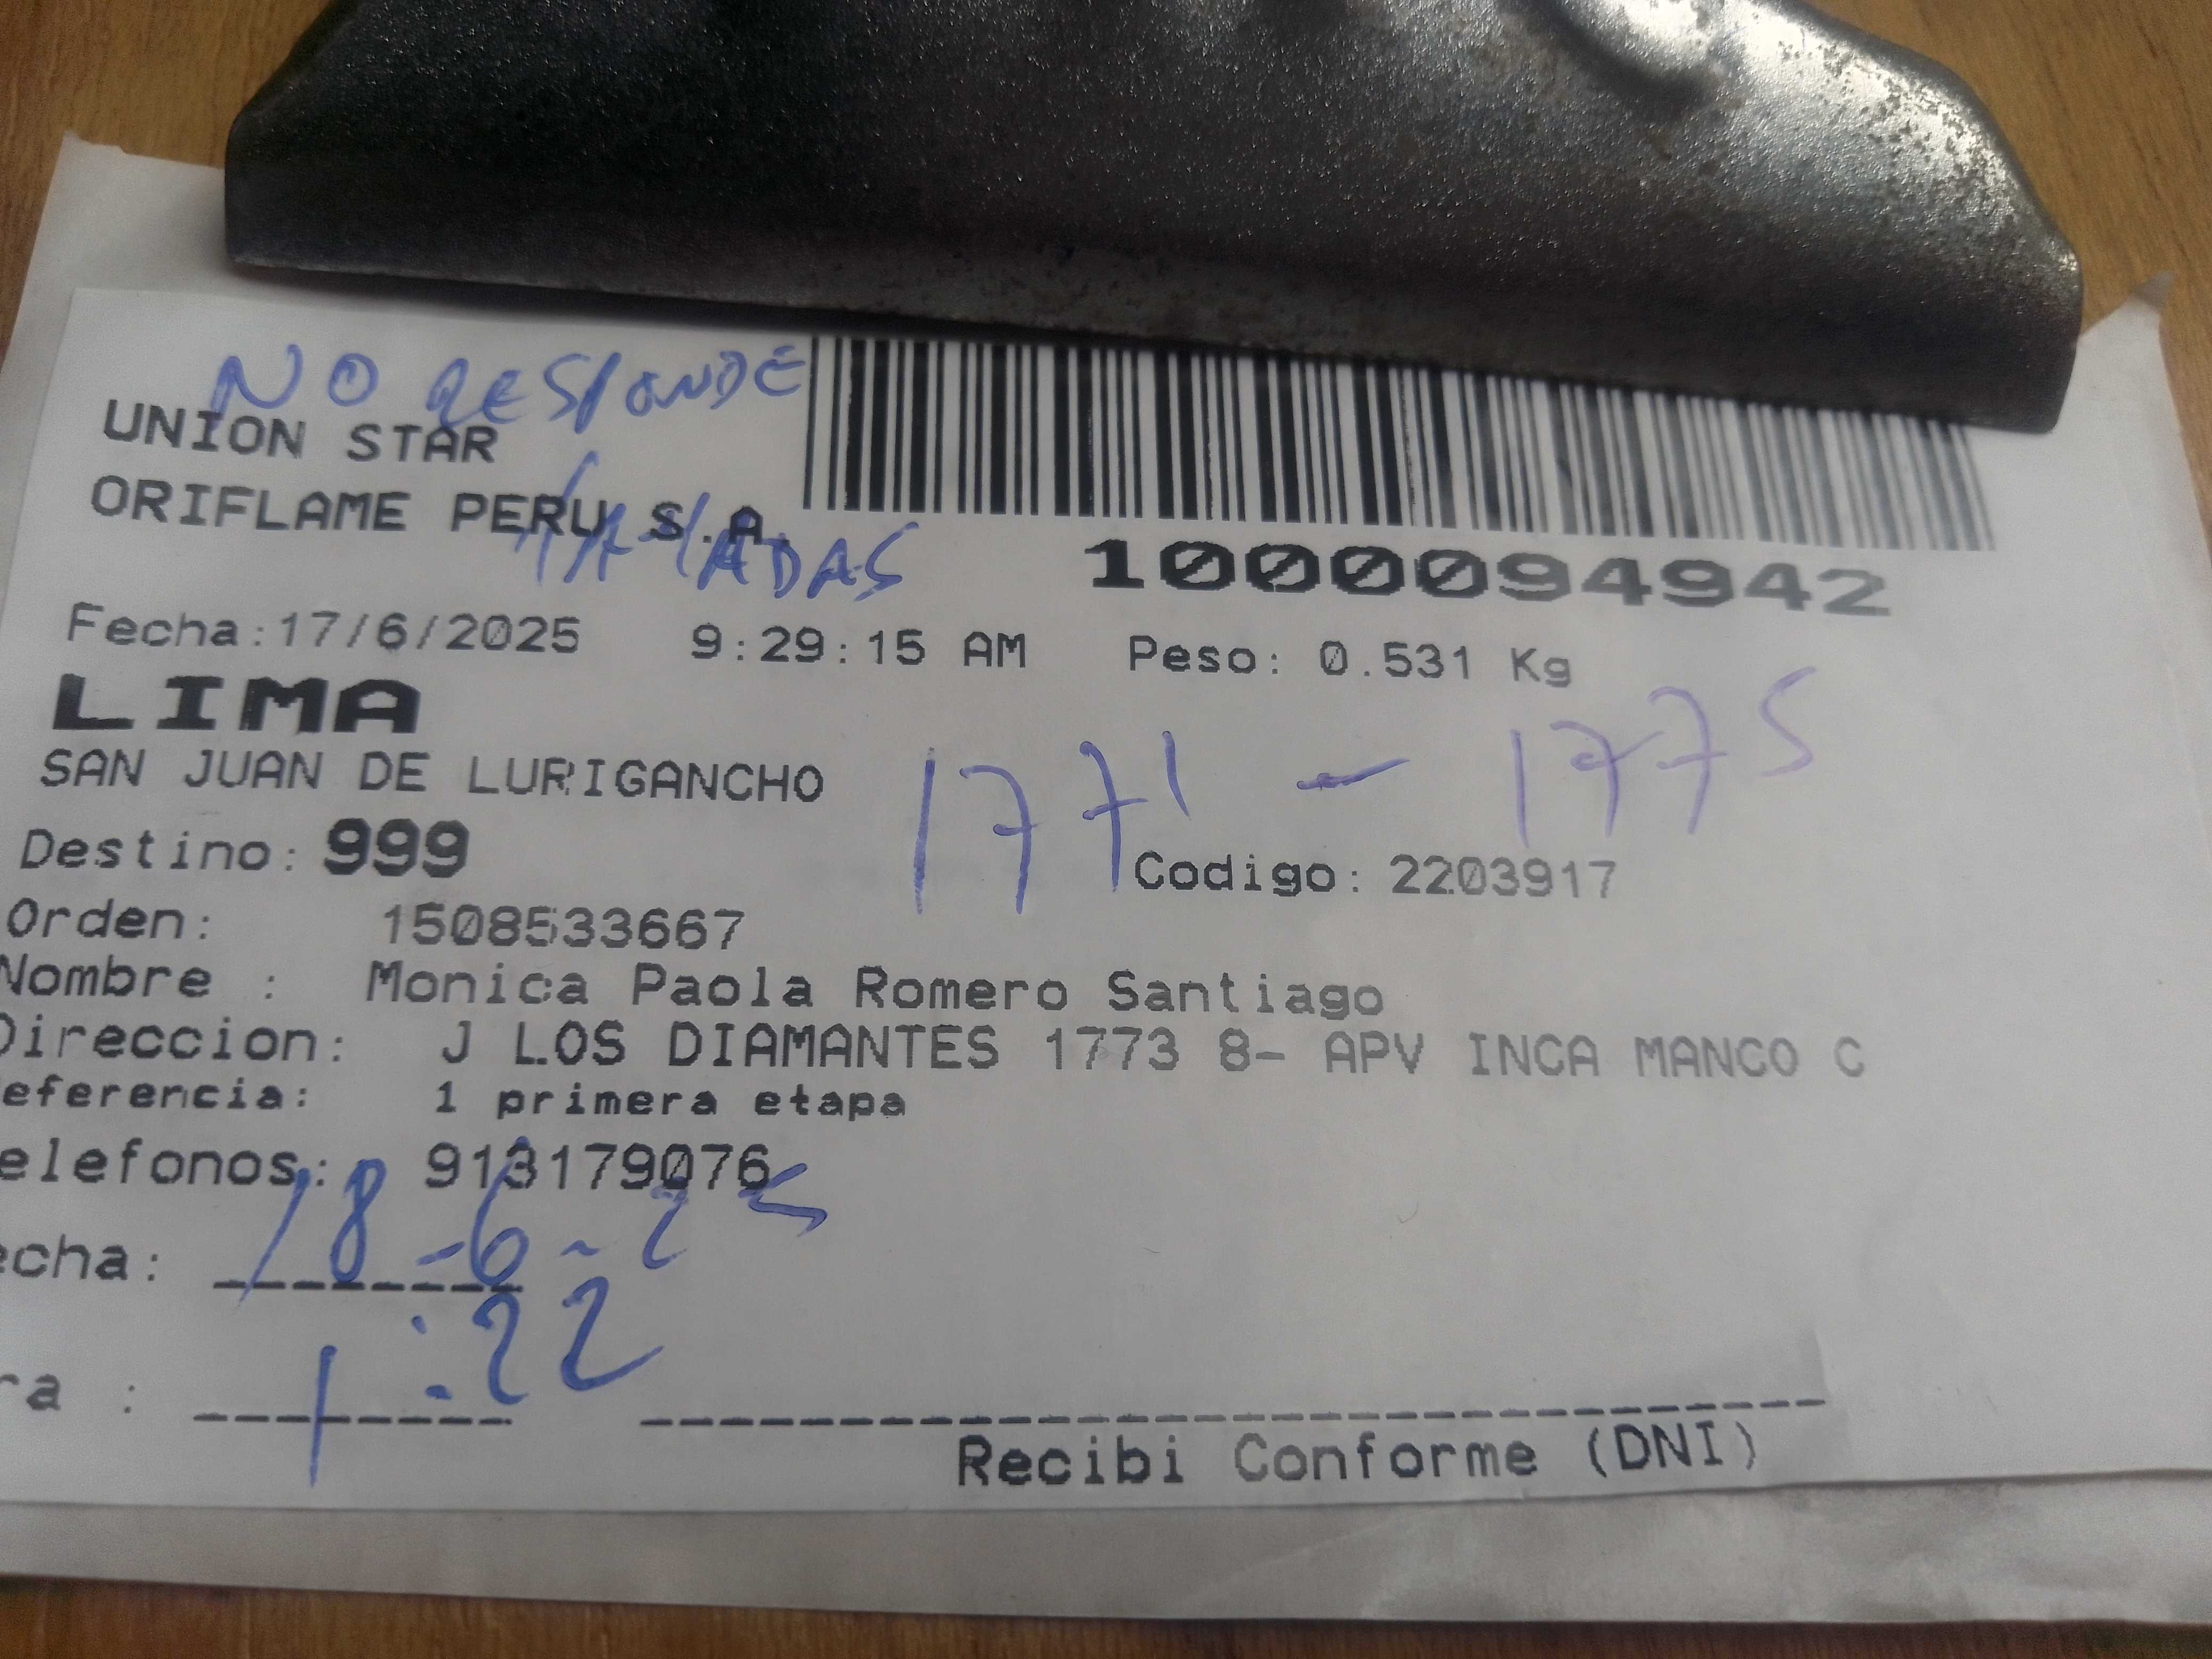 NO RESPONDE
UNION STAR
ORIFLAME PERU S.A.
LLAMADAS
1000094942
Fecha:17/6/2025 9:29:15 AM Peso: 0.531 Kg
LIMA
SAN JUAN DE LURIGANCHO
1771 - 1775
Destino: 999 Codigo: 2203917
Orden: 1508533667
Nombre : Monica Paola Romero Santiago
Direccion: J LOS DIAMANTES 1773 8- APV INCA MANCO C
eferencia: 1 primera etapa
elefonos: 913179076
echa: 18-6-25
ra : 1:22
Recibi Conforme (DNI)